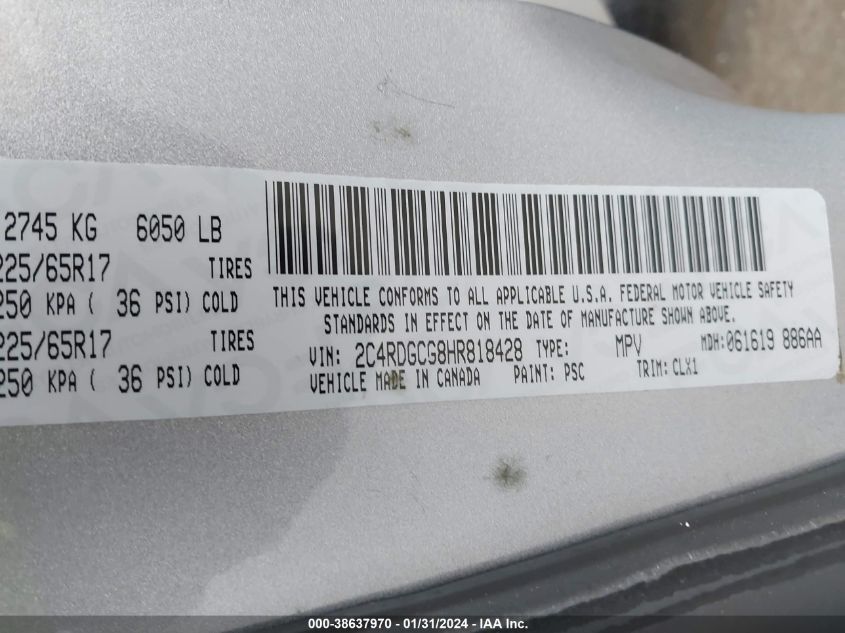 2745 KG 6050 LB
225/65R17 TIRES
250 KPA ( 36 PSI) COLD
225/65R17 TIRES
250 KPA ( 36 PSI) COLD
THIS VEHICLE CONFORMS TO ALL APPLICABLE U.S.A. FEDERAL MOTOR VEHICLE SAFETY
STANDARDS IN EFFECT ON THE DATE OF MANUFACTURE SHOWN ABOVE.
VIN: 2C4RDGCG8HR818428 TYPE: MPV MDH:061619 886AA
VEHICLE MADE IN CANADA PAINT: PSC TRIM: CLX1
000-38637970 / 01/31/2024 - IAA Inc.